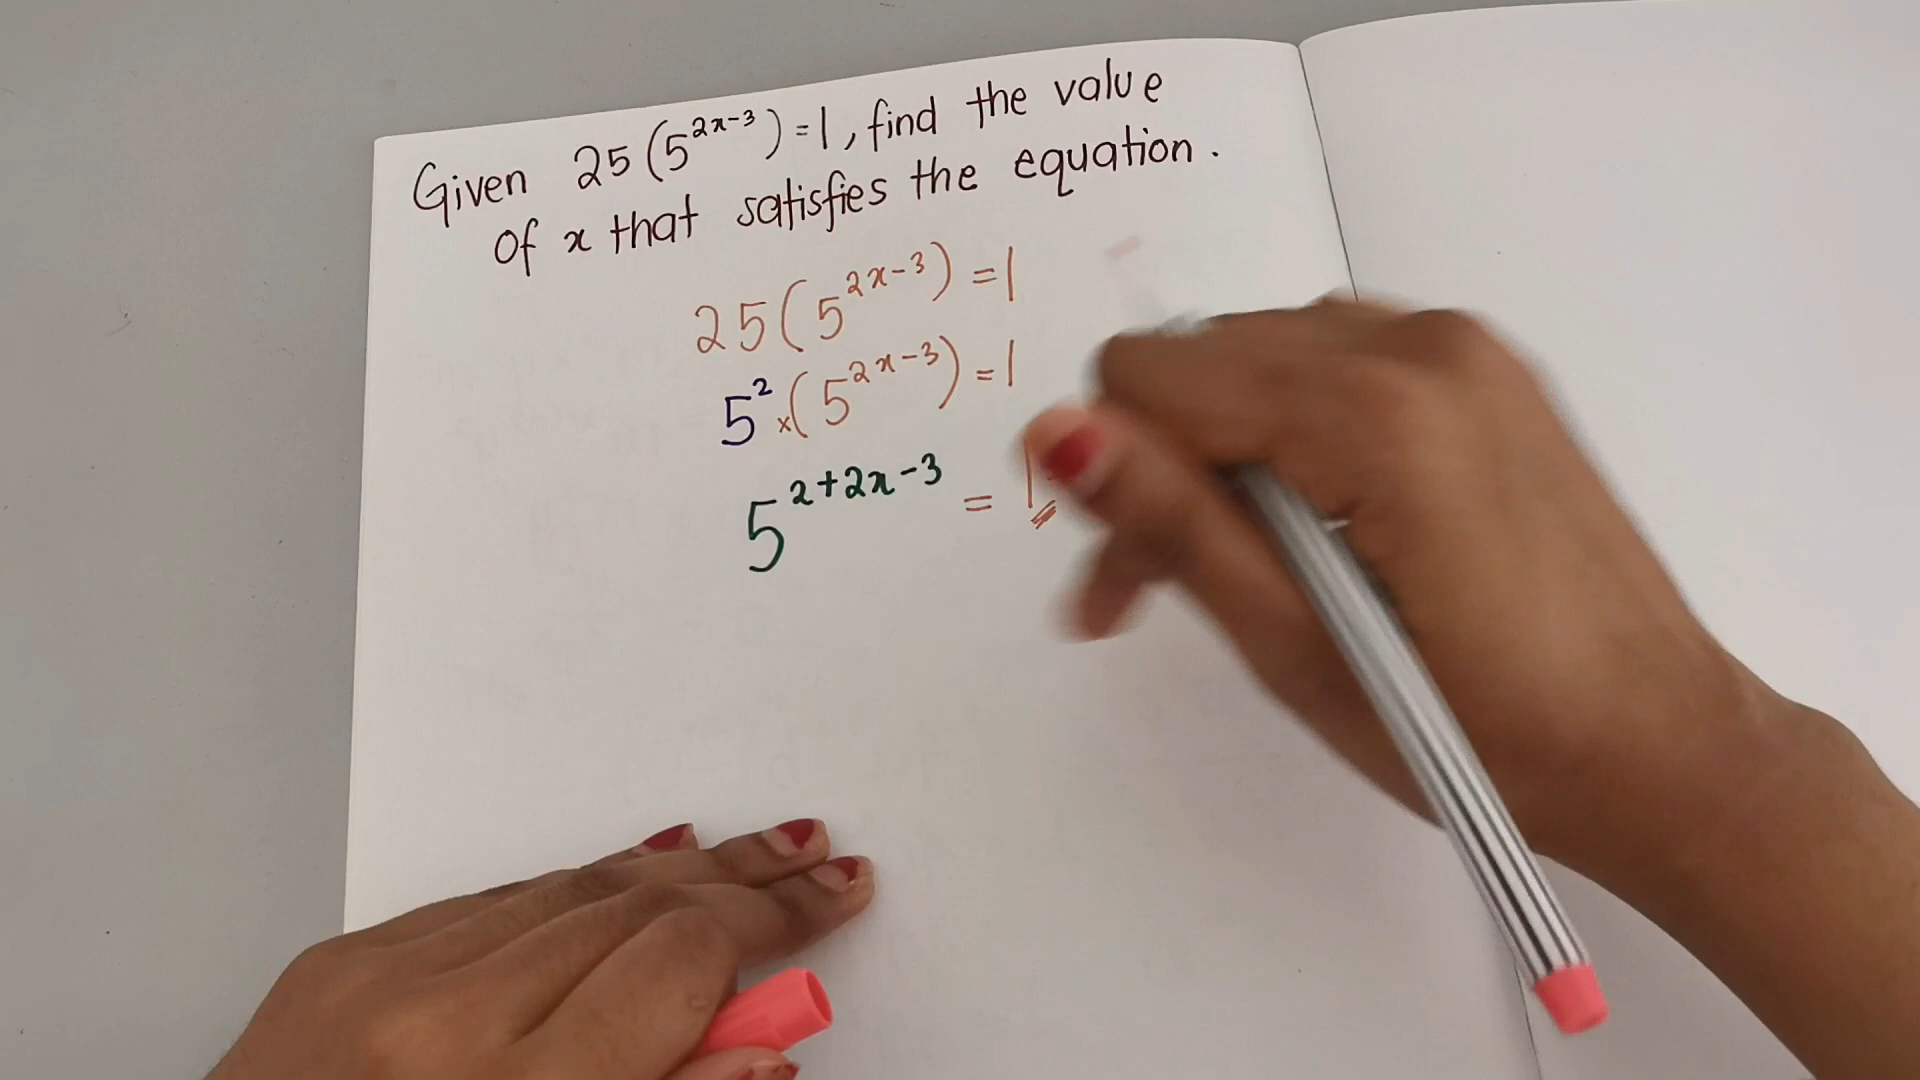 Given 25(5^{2x-3})=1, find the value
of x that satisfies the equation.
25(5^{2x-3})=1
5^2×(5^{2x-3})=1
5^{2+2x-3} = 1